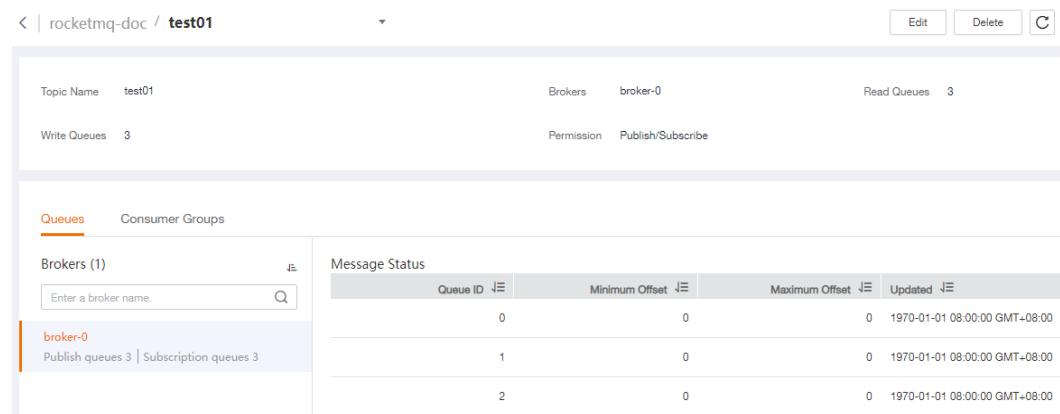 rocketmq-doc / test01
Edit
Delete
Topic Name test01
Brokers broker-0
Read Queues 3
Write Queues 3
Permission Publish/Subscribe
Queues
Consumer Groups
Brokers (1)
Enter a broker name.
broker-0
Publish queues 3 | Subscription queues 3
Message Status
Queue ID Minimum Offset Maximum Offset Updated
0 0 0 1970-01-01 08:00:00 GMT+08:00
1 0 0 1970-01-01 08:00:00 GMT+08:00
2 0 0 1970-01-01 08:00:00 GMT+08:00